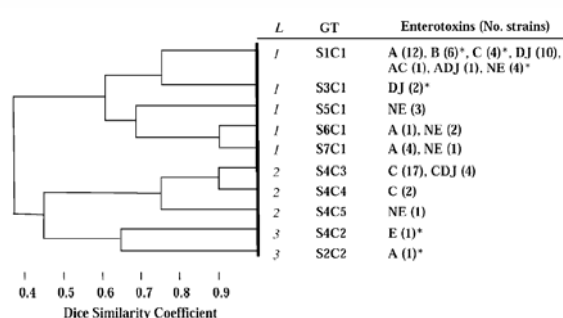 L GT Enterotoxins (No. strains)
1 S1C1 A (12), B (6)*, C (4)*, DJ (10),
AC (1), ADJ (1), NE (4)*
1 S3C1 DJ (2)*
1 S5C1 NE (3)
1 S6C1 A (1), NE (2)
1 S7C1 A (4), NE (1)
2 S4C3 C (17), CDJ (4)
2 S4C4 C (2)
2 S4C5 NE (1)
3 S4C2 E (1)*
3 S2C2 A (1)*
0.4 0.5 0.6 0.7 0.8 0.9
Dice Similarity Coefficient